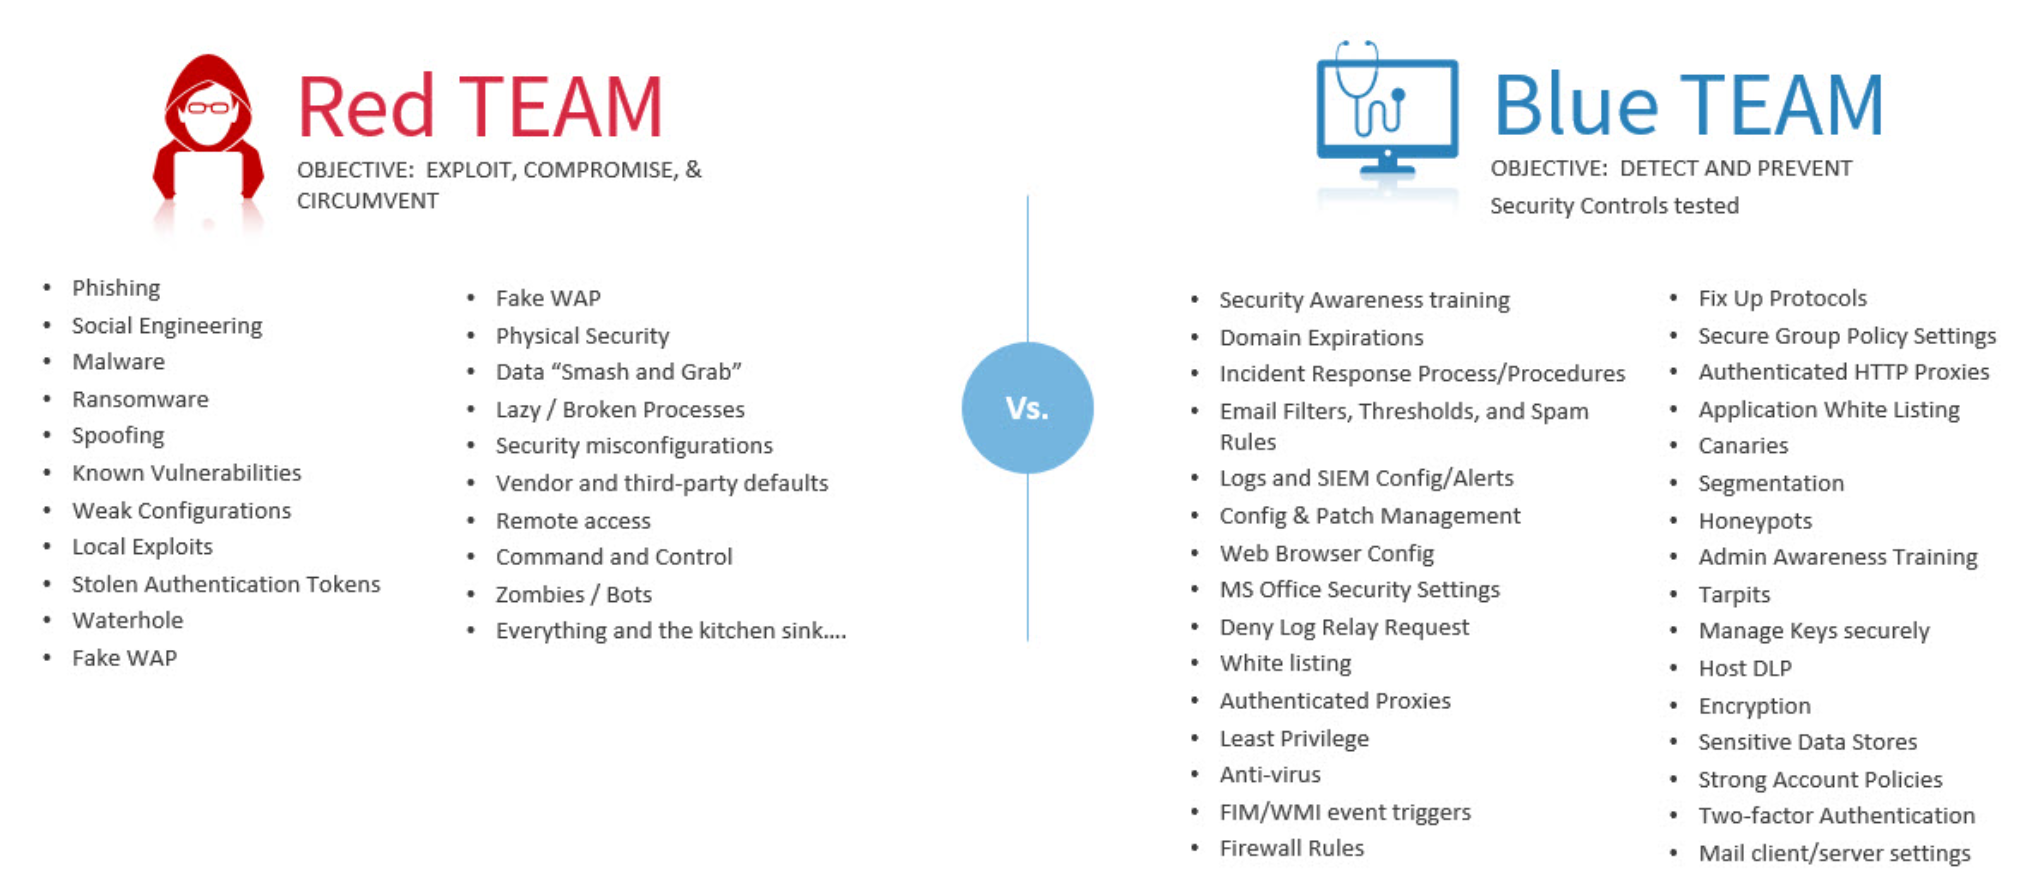 Red TEAM
OBJECTIVE: EXPLOIT, COMPROMISE, &
CIRCUMVENT
• Phishing
• Social Engineering
• Malware
• Ransomware
• Spoofing
• Known Vulnerabilities
• Weak Configurations
• Local Exploits
• Stolen Authentication Tokens
• Waterhole
• Fake WAP
• Fake WAP
• Physical Security
• Data “Smash and Grab”
• Lazy / Broken Processes
• Security misconfigurations
• Vendor and third-party defaults
• Remote access
• Command and Control
• Zombies / Bots
• Everything and the kitchen sink....
Vs.
Blue TEAM
OBJECTIVE: DETECT AND PREVENT
Security Controls tested
• Security Awareness training
• Domain Expirations
• Incident Response Process/Procedures
• Email Filters, Thresholds, and Spam
Rules
• Logs and SIEM Config/Alerts
• Config & Patch Management
• Web Browser Config
• MS Office Security Settings
• Deny Log Relay Request
• White listing
• Authenticated Proxies
• Least Privilege
• Anti-virus
• FIM/WMI event triggers
• Firewall Rules
• Fix Up Protocols
• Secure Group Policy Settings
• Authenticated HTTP Proxies
• Application White Listing
• Canaries
• Segmentation
• Honeypots
• Admin Awareness Training
• Tarpits
• Manage Keys securely
• Host DLP
• Encryption
• Sensitive Data Stores
• Strong Account Policies
• Two-factor Authentication
• Mail client/server settings